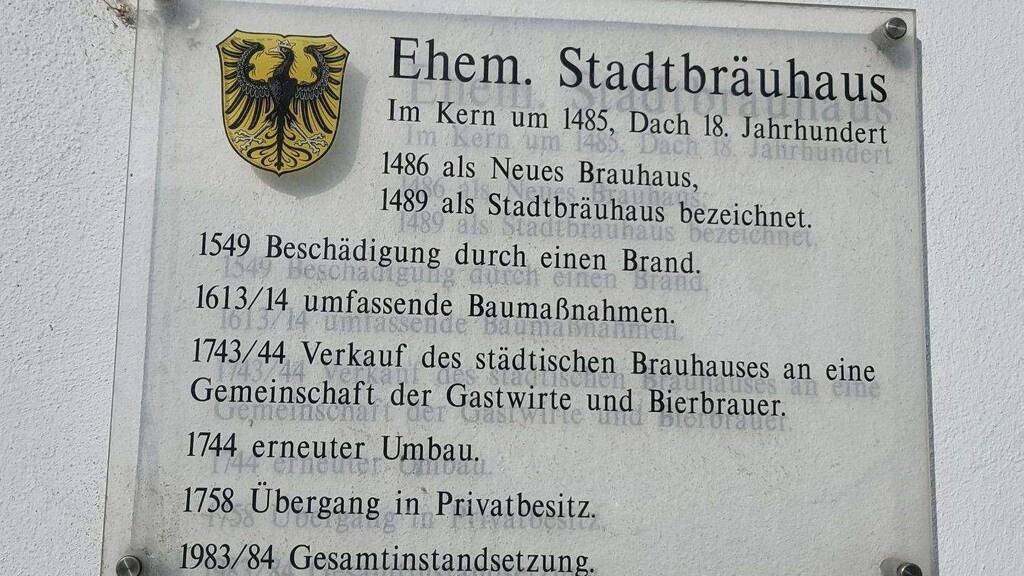 Ehem. Stadtbräuhaus
Im Kern um 1485, Dach 18. Jahrhundert
1486 als Neues Brauhaus,
1489 als Stadtbräuhaus bezeichnet.
1549 Beschädigung durch einen Brand.
1613/14 umfassende Baumaßnahmen.
1743/44 Verkauf des städtischen Brauhauses an eine
Gemeinschaft der Gastwirte und Bierbrauer.
1744 erneuter Umbau.
1758 Übergang in Privatbesitz.
1983/84 Gesamtinstandsetzung.